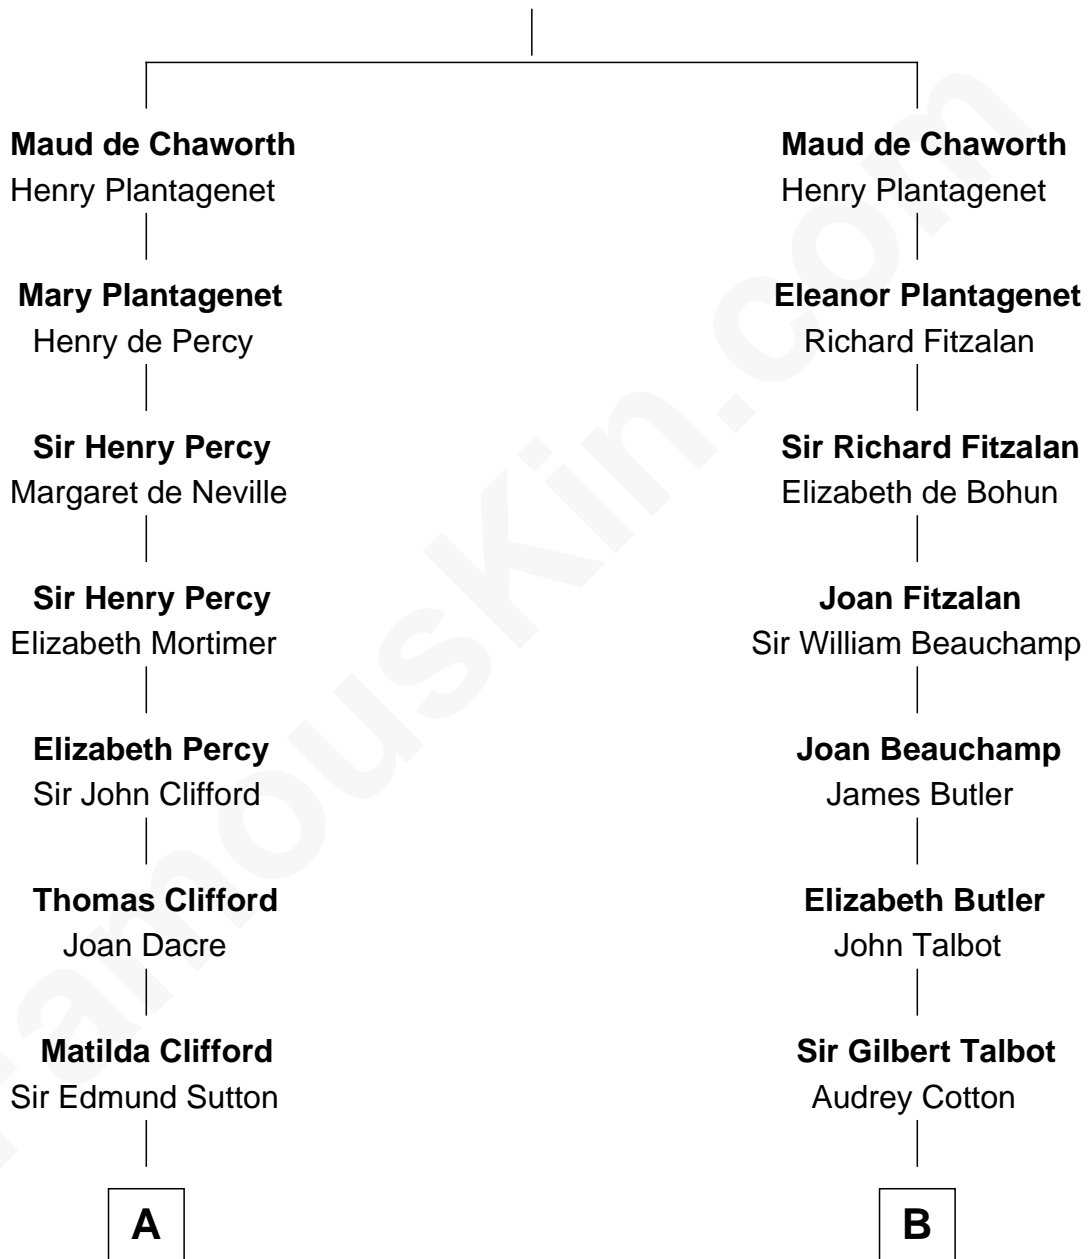 Maud de Chaworth
Henry Plantagenet
Mary Plantagenet
Henry de Percy
Sir Henry Percy
Margaret de Neville
Sir Henry Percy
Elizabeth Mortimer
Elizabeth Percy
Sir John Clifford
Thomas Clifford
Joan Dacre
Matilda Clifford
Sir Edmund Sutton
A
Maud de Chaworth
Henry Plantagenet
Eleanor Plantagenet
Richard Fitzalan
Sir Richard Fitzalan
Elizabeth de Bohun
Joan Fitzalan
Sir William Beauchamp
Joan Beauchamp
James Butler
Elizabeth Butler
John Talbot
Sir Gilbert Talbot
Audrey Cotton
B
FamousKin.com